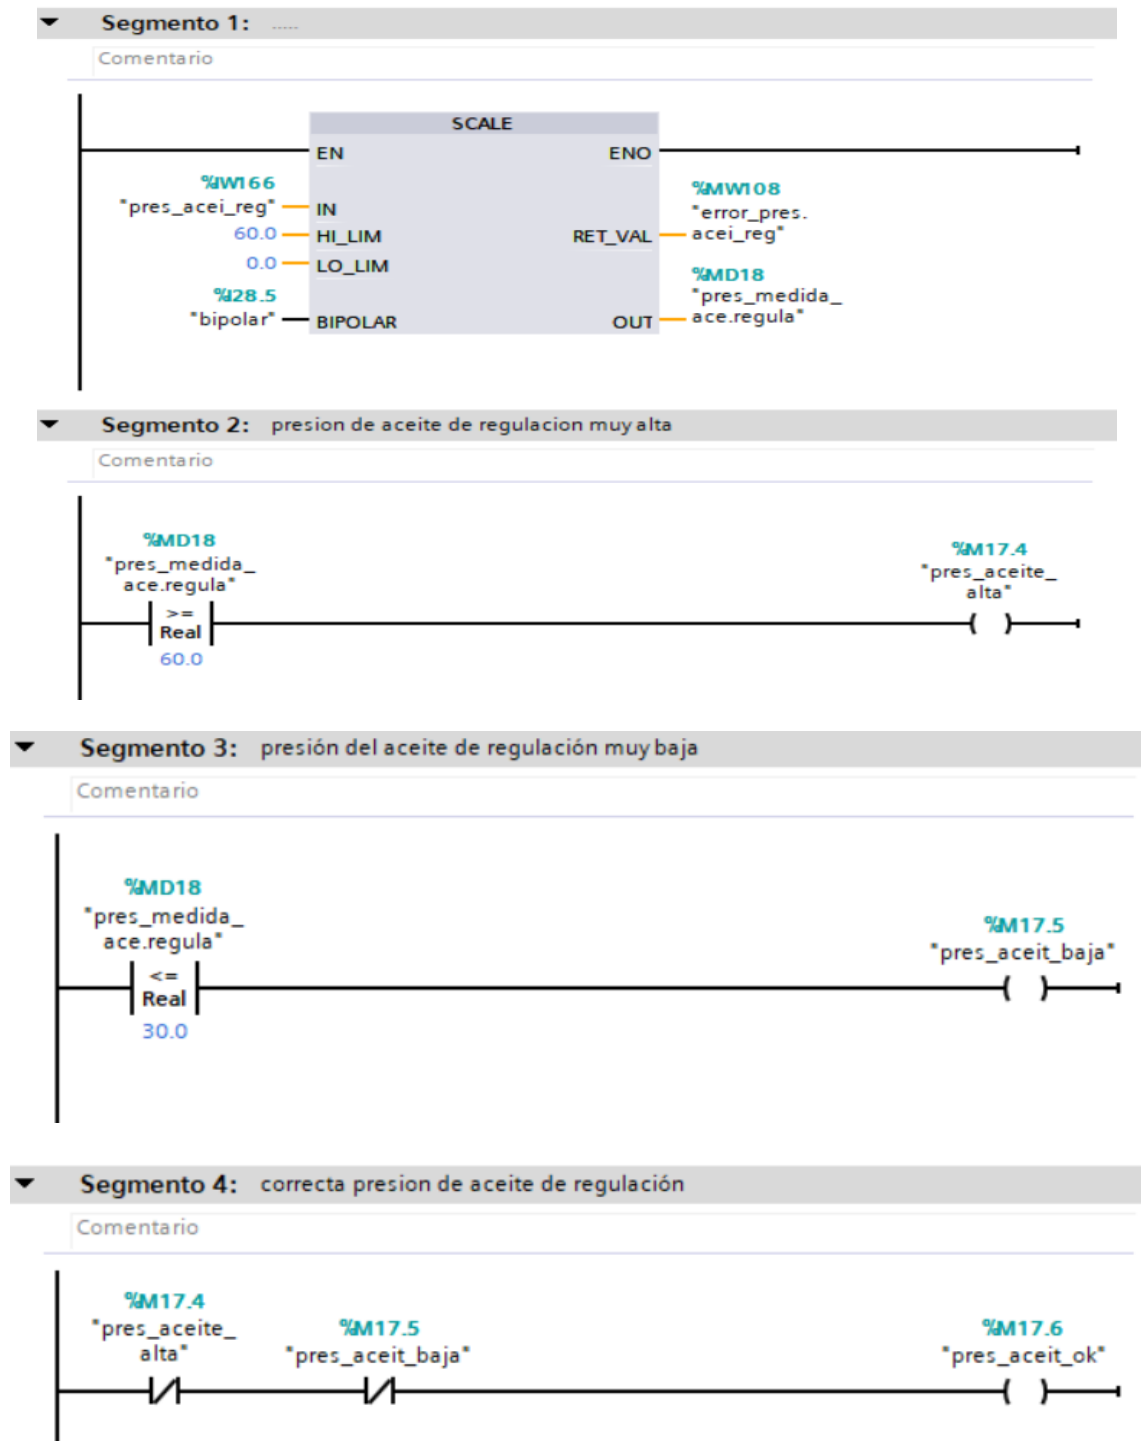 Segmento 1: .....
Comentario
SCALE
EN ENO
%IW166
"pres_acei_reg" IN
60.0 HI_LIM
0.0 LO_LIM
%I28.5
"bipolar" BIPOLAR
%MW108
"error_pres.
RET_VAL acei_reg"
%MD18
"pres_medida_
OUT ace.regula"
Segmento 2: presion de aceite de regulacion muy alta
Comentario
%MD18
"pres_medida_
ace.regula"
>=
Real
60.0
%M17.4
"pres_aceite_
alta"
( )
Segmento 3: presión del aceite de regulación muy baja
Comentario
%MD18
"pres_medida_
ace.regula"
<=
Real
30.0
%M17.5
"pres_aceit_baja"
( )
Segmento 4: correcta presion de aceite de regulación
Comentario
%M17.4
"pres_aceite_
alta"
%M17.5
"pres_aceit_baja"
%M17.6
"pres_aceit_ok"
( )